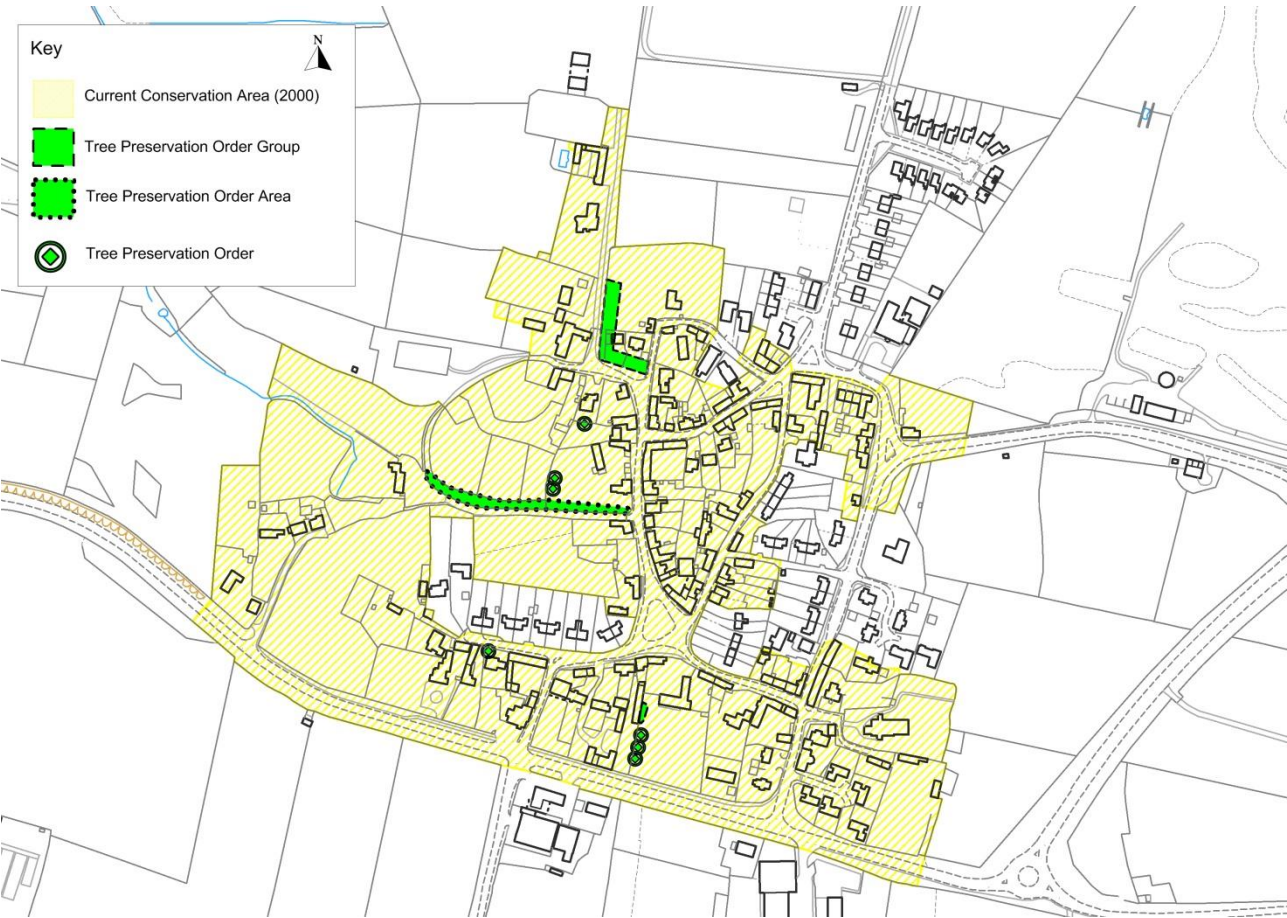 Key
N
Current Conservation Area (2000)
Tree Preservation Order Group
Tree Preservation Order Area
Tree Preservation Order